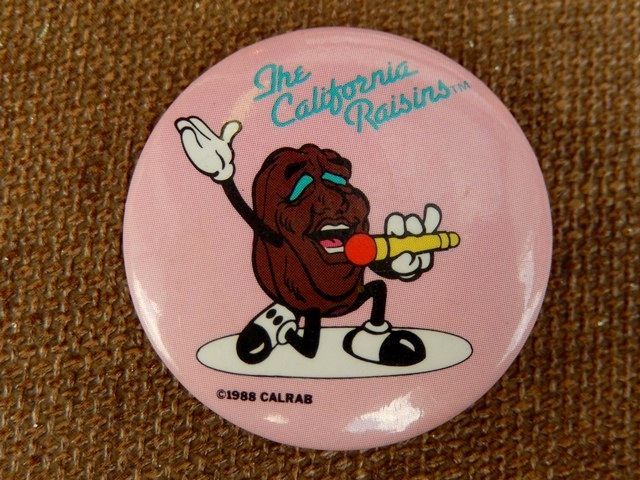 The
California
Raisins™
©1988 CALRAB